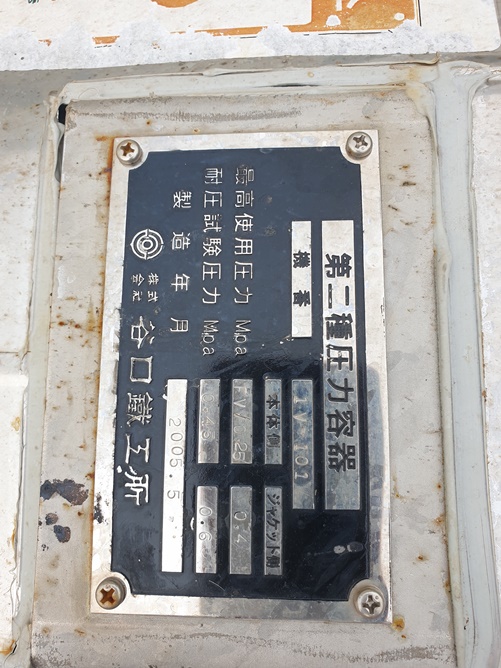 第二種圧力容器
機番
本体側 ジャケット側
最高使用圧力 Mpa 0.4
耐圧試験圧力 Mpa 0.6
製造年月 2005.5
株式会社 谷口鐵工所